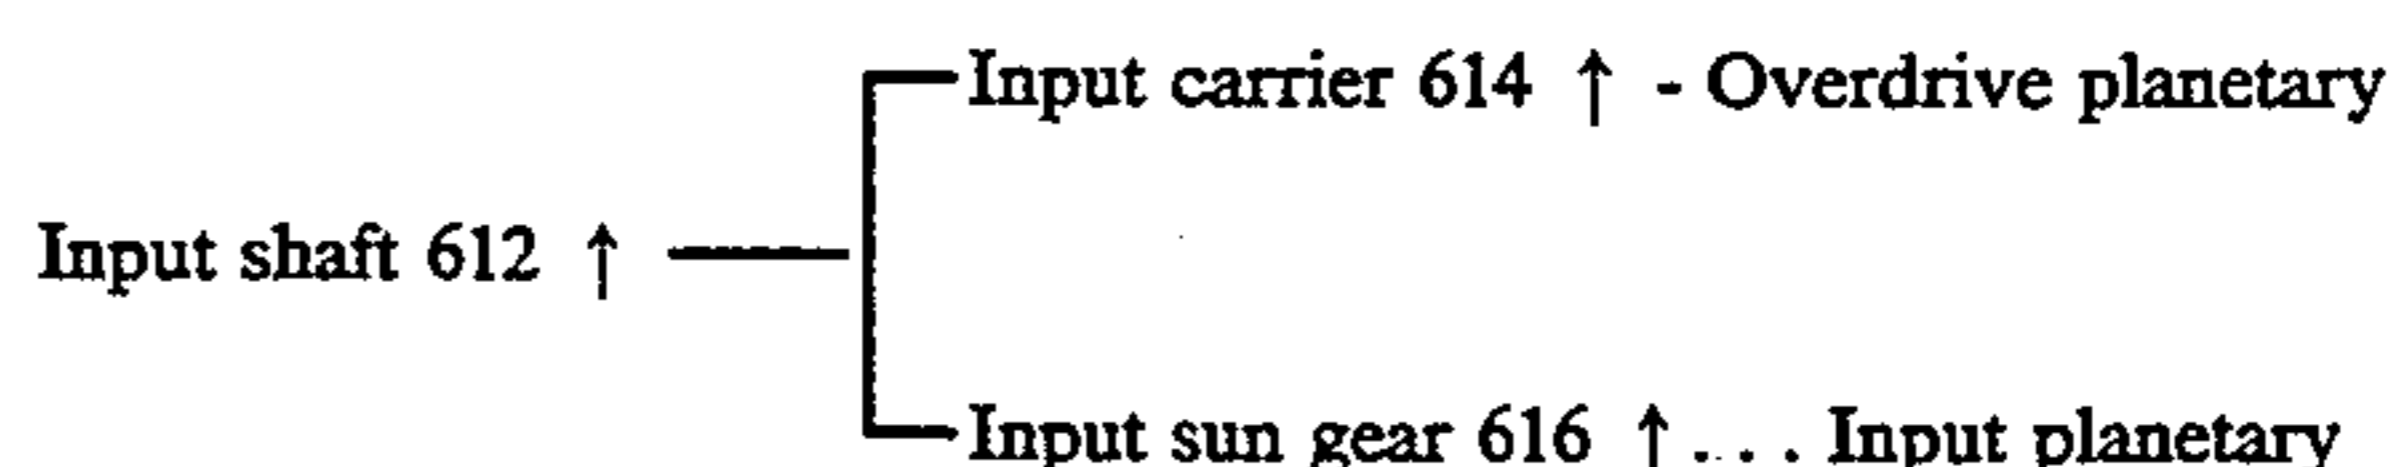 Input carrier 614 ↑ - Overdrive planetary
Input shaft 612 ↑
Input sun gear 616 ↑ . . . Input planetary